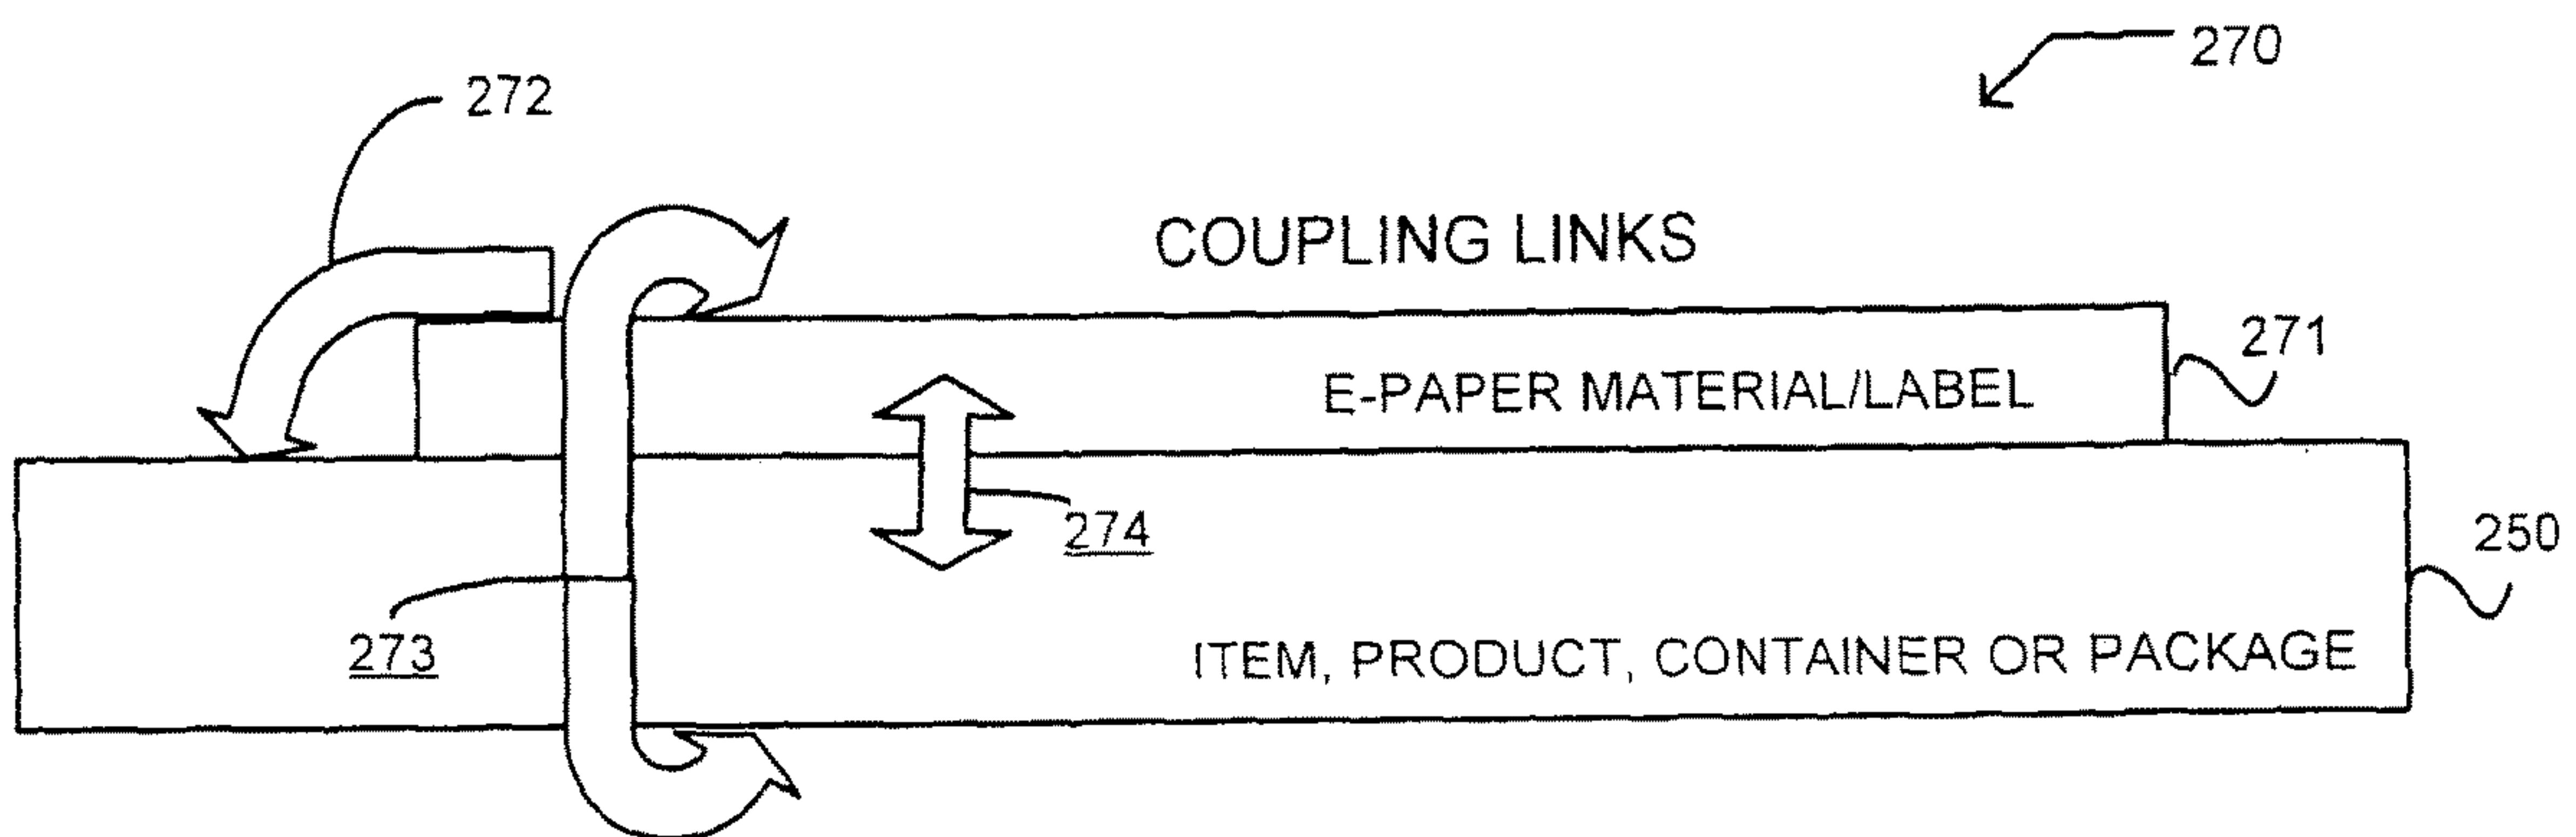 270
272
COUPLING LINKS
271
E-PAPER MATERIAL/LABEL
274
250
273
ITEM, PRODUCT, CONTAINER OR PACKAGE